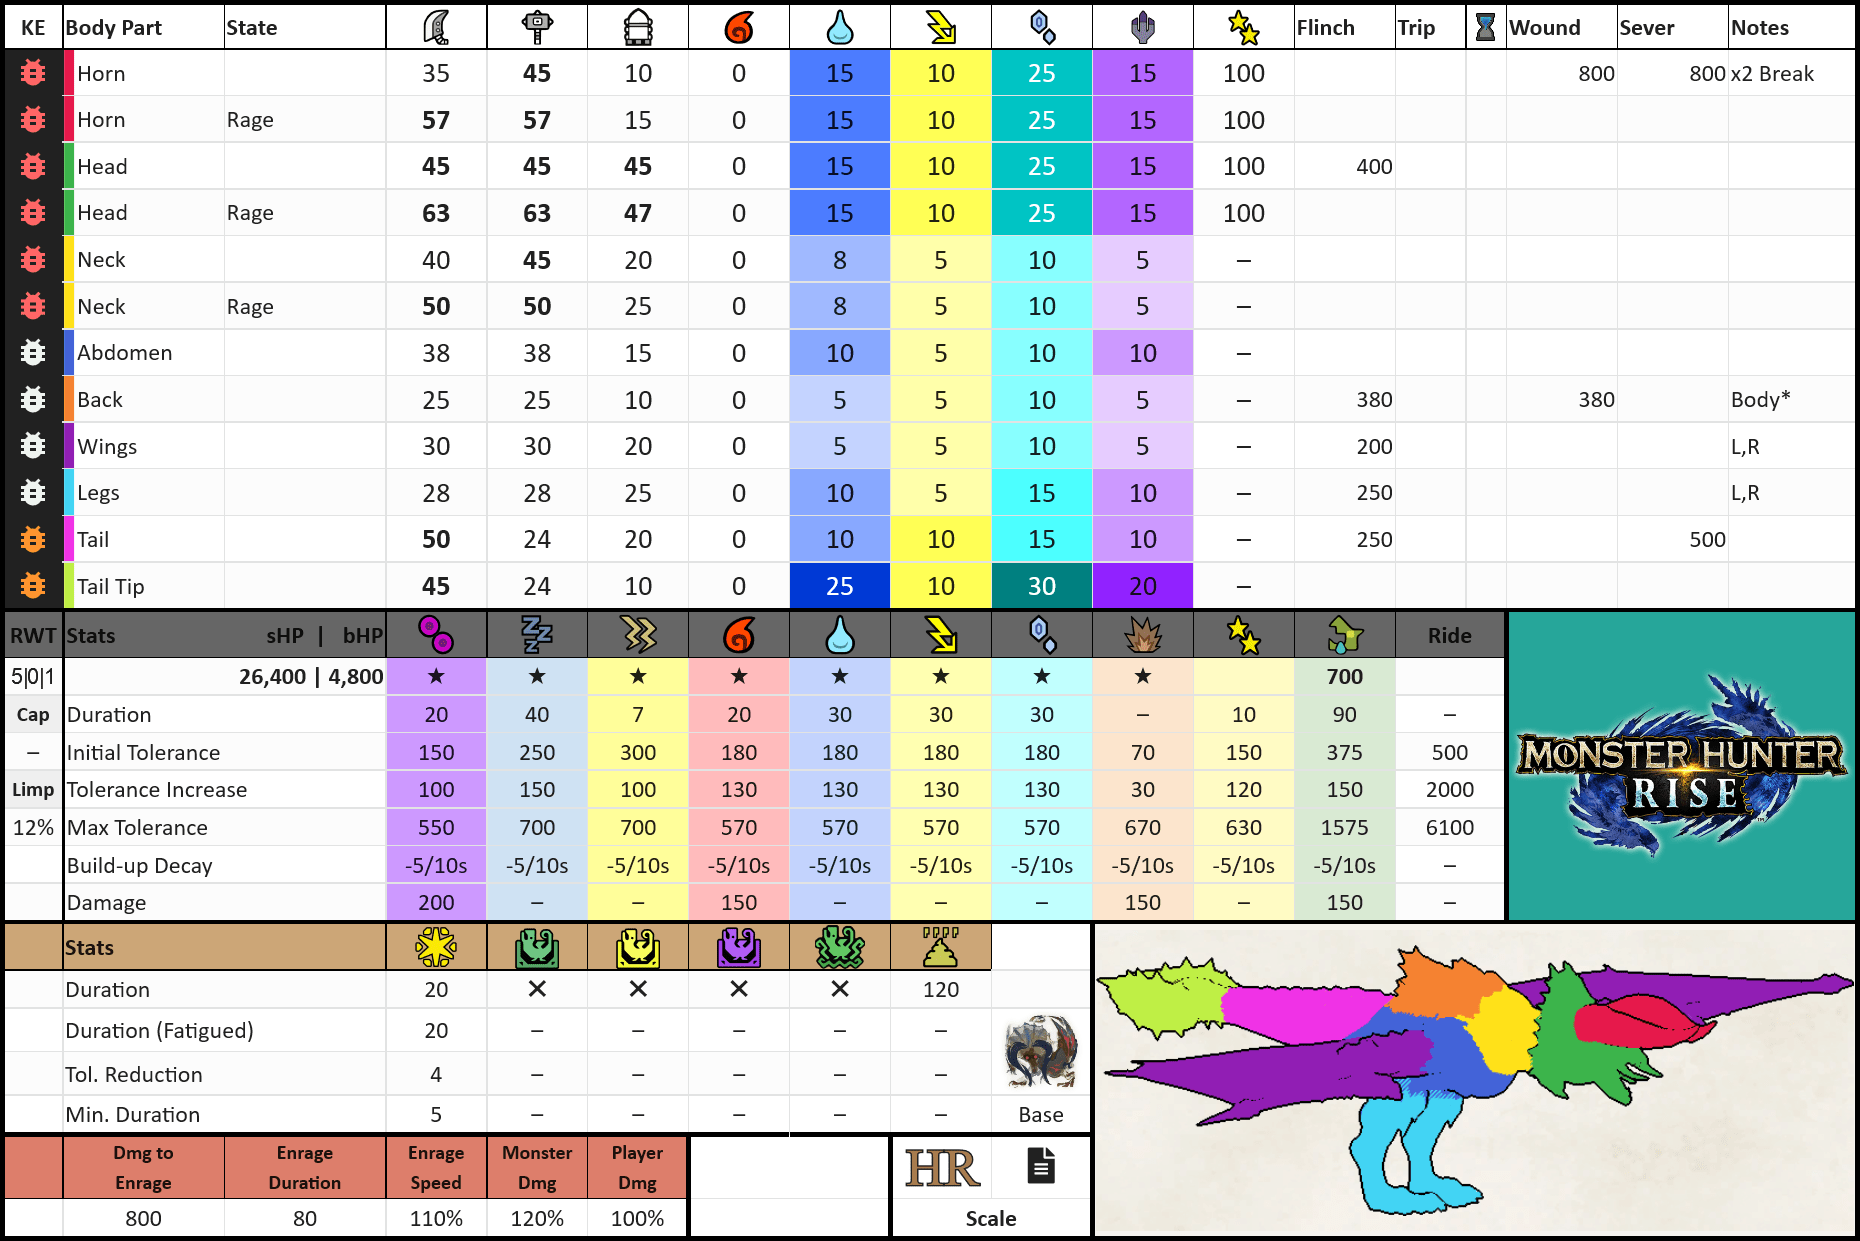 KE Body Part State Flinch Trip Wound Sever Notes
Horn 35 45 10 0 15 10 25 15 100 800 800 x2 Break
Horn Rage 57 57 15 0 15 10 25 15 100
Head 45 45 45 0 15 10 25 15 100 400
Head Rage 63 63 47 0 15 10 25 15 100
Neck 40 45 20 0 8 5 10 5 –
Neck Rage 50 50 25 0 8 5 10 5 –
Abdomen 38 38 15 0 10 5 10 10 –
Back 25 25 10 0 5 5 10 5 – 380 380 Body*
Wings 30 30 20 0 5 5 10 5 – 200 L,R
Legs 28 28 25 0 10 5 15 10 – 250 L,R
Tail 50 24 20 0 10 10 15 10 – 250 500
Tail Tip 45 24 10 0 25 10 30 20 –
RWT Stats sHP | bHP Ride
5|0|1 26,400 | 4,800 ★ ★ ★ ★ ★ ★ ★ ★ 700
Cap Duration 20 40 7 20 30 30 30 – 10 90 –
– Initial Tolerance 150 250 300 180 180 180 180 70 150 375 500
Limp Tolerance Increase 100 150 100 130 130 130 130 30 120 150 2000
12% Max Tolerance 550 700 700 570 570 570 570 670 630 1575 6100
Build-up Decay -5/10s -5/10s -5/10s -5/10s -5/10s -5/10s -5/10s -5/10s -5/10s -5/10s –
Damage 200 – – 150 – – – 150 – 150 –
MONSTER HUNTER
RISE
™
Stats
Duration 20 ✕ ✕ ✕ ✕ 120
Duration (Fatigued) 20 – – – – –
Tol. Reduction 4 – – – – –
Min. Duration 5 – – – – – Base
Dmg to Enrage Enrage Monster Player
Enrage Duration Speed Dmg Dmg
HR
800 80 110% 120% 100% Scale